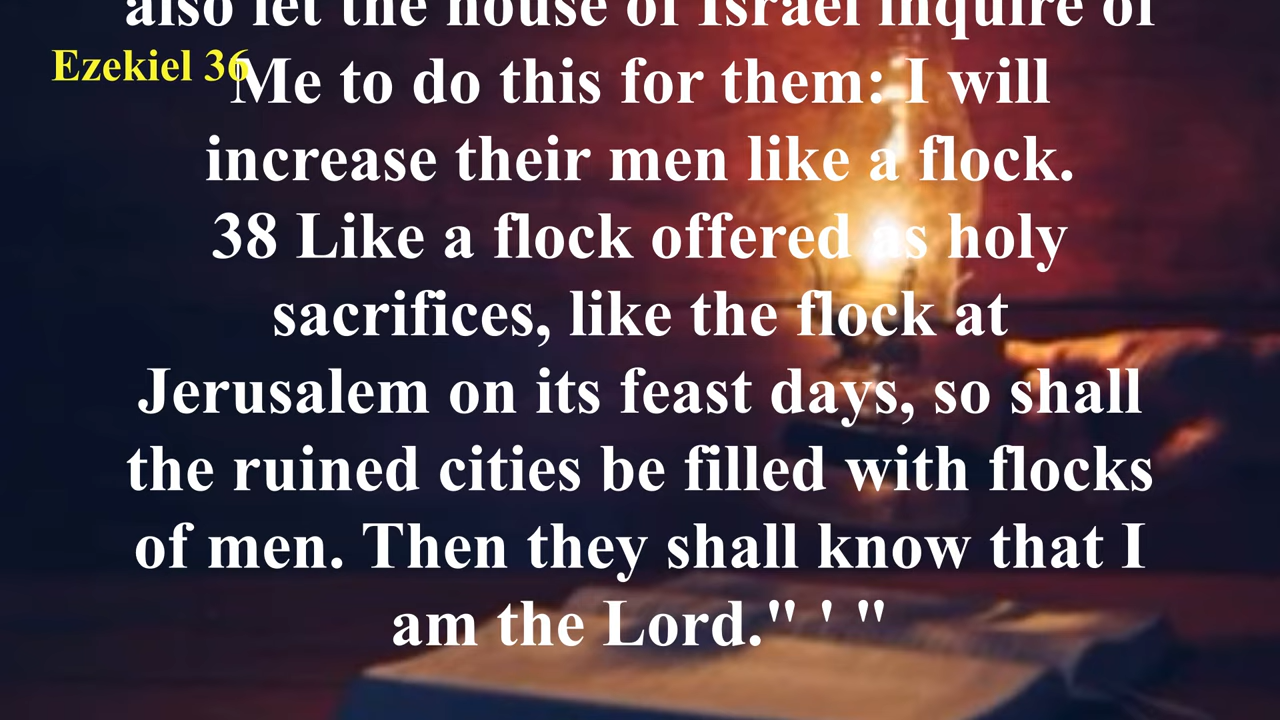 also let the house of Israel inquire of
Ezekiel 36
Me to do this for them: I will
increase their men like a flock.
38 Like a flock offered as holy
sacrifices, like the flock at
Jerusalem on its feast days, so shall
the ruined cities be filled with flocks
of men. Then they shall know that I
am the Lord." ' "